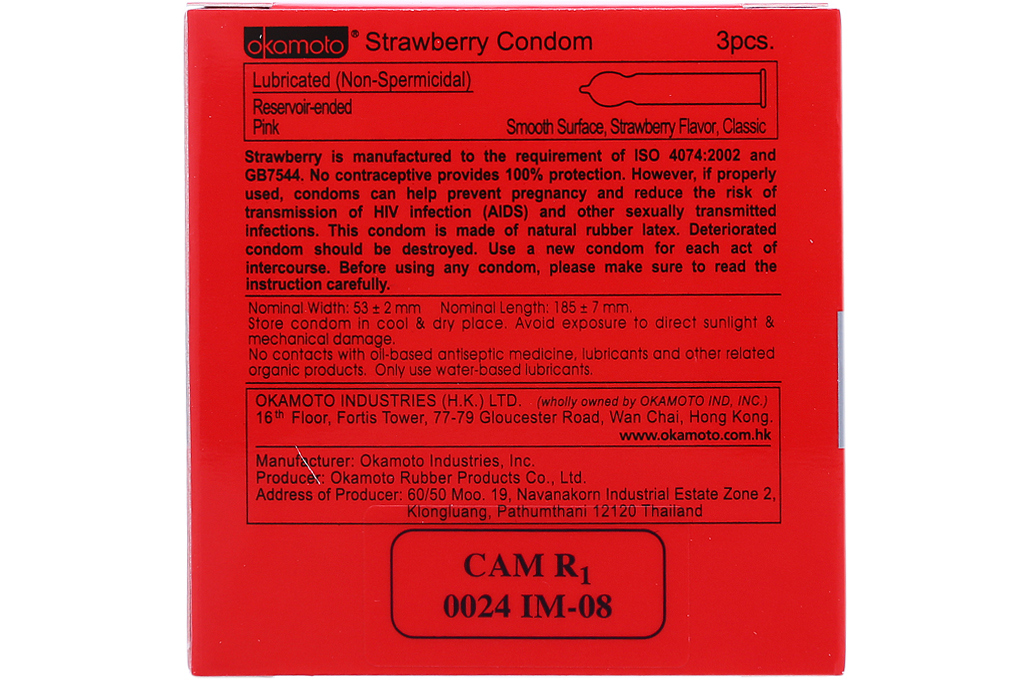 okamoto® Strawberry Condom 3pcs.
Lubricated (Non-Spermicidal)
Reservoir-ended
Pink Smooth Surface, Strawberry Flavor, Classic
Strawberry is manufactured to the requirement of ISO 4074:2002 and
GB7544. No contraceptive provides 100% protection. However, if properly
used, condoms can help prevent pregnancy and reduce the risk of
transmission of HIV infection (AIDS) and other sexually transmitted
infections. This condom is made of natural rubber latex. Deteriorated
condom should be destroyed. Use a new condom for each act of
intercourse. Before using any condom, please make sure to read the
instruction carefully.
Nominal Width: 53 ± 2 mm Nominal Length: 185 ± 7 mm.
Store condom in cool & dry place. Avoid exposure to direct sunlight &
mechanical damage.
No contacts with oil-based antiseptic medicine, lubricants and other related
organic products. Only use water-based lubricants.
OKAMOTO INDUSTRIES (H.K.) LTD. (wholly owned by OKAMOTO IND, INC.)
16th Floor, Fortis Tower, 77-79 Gloucester Road, Wan Chai, Hong Kong.
www.okamoto.com.hk
Manufacturer: Okamoto Industries, Inc.
Producer: Okamoto Rubber Products Co., Ltd.
Address of Producer: 60/50 Moo. 19, Navanakorn Industrial Estate Zone 2,
Klongluang, Pathumthani 12120 Thailand
CAM R1
0024 IM-08